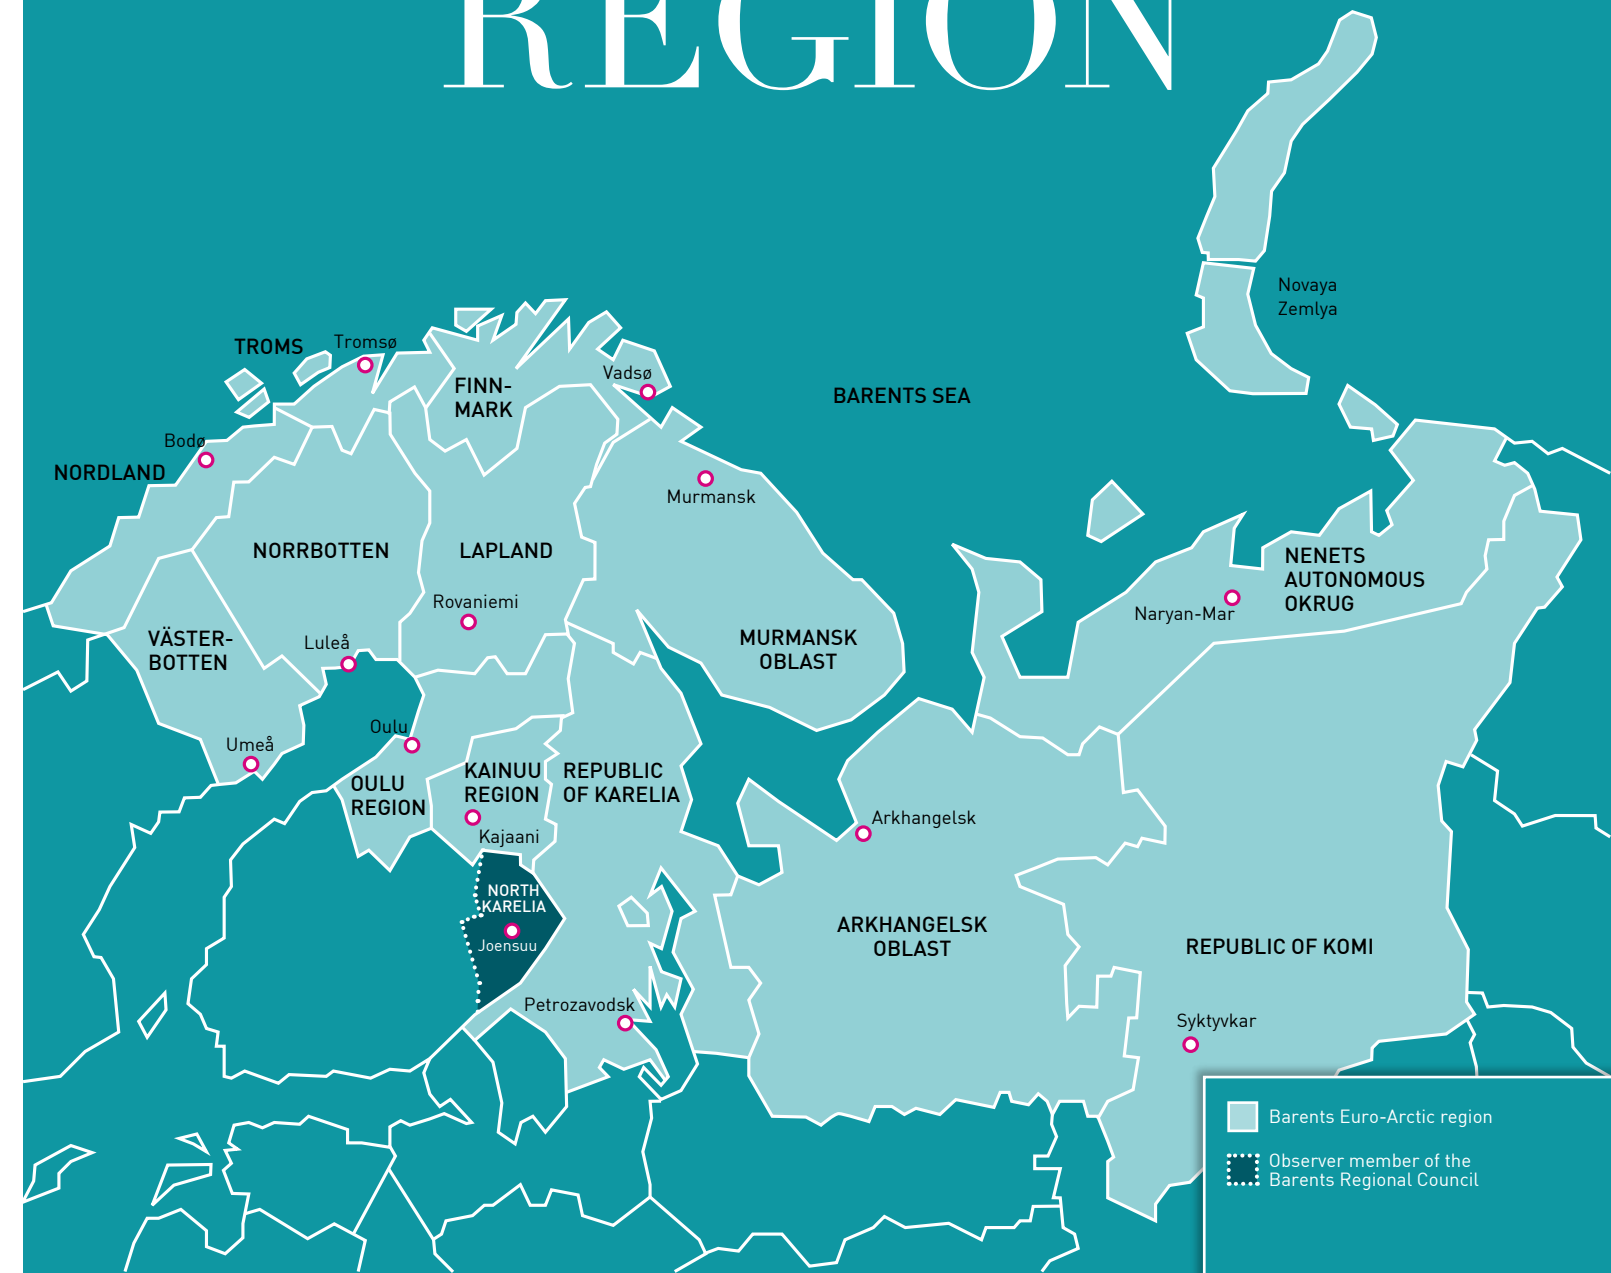 REGION
Novaya
Zemlya
TROMS
Tromsø
Vadsø
FINN-
MARK
BARENTS SEA
Bodø
NORDLAND
Murmansk
NORRBOTTEN
LAPLAND
NENETS
AUTONOMOUS
OKRUG
Naryan-Mar
Rovaniemi
VÄSTER-
BOTTEN
Luleå
MURMANSK
OBLAST
Oulu
Umeå
OULU
REGION
KAINUU
REGION
REPUBLIC
OF KARELIA
Kajaani
Arkhangelsk
NORTH
KARELIA
Joensuu
ARKHANGELSK
OBLAST
REPUBLIC OF KOMI
Petrozavodsk
Syktyvkar
Barents Euro-Arctic region
Observer member of the
Barents Regional Council